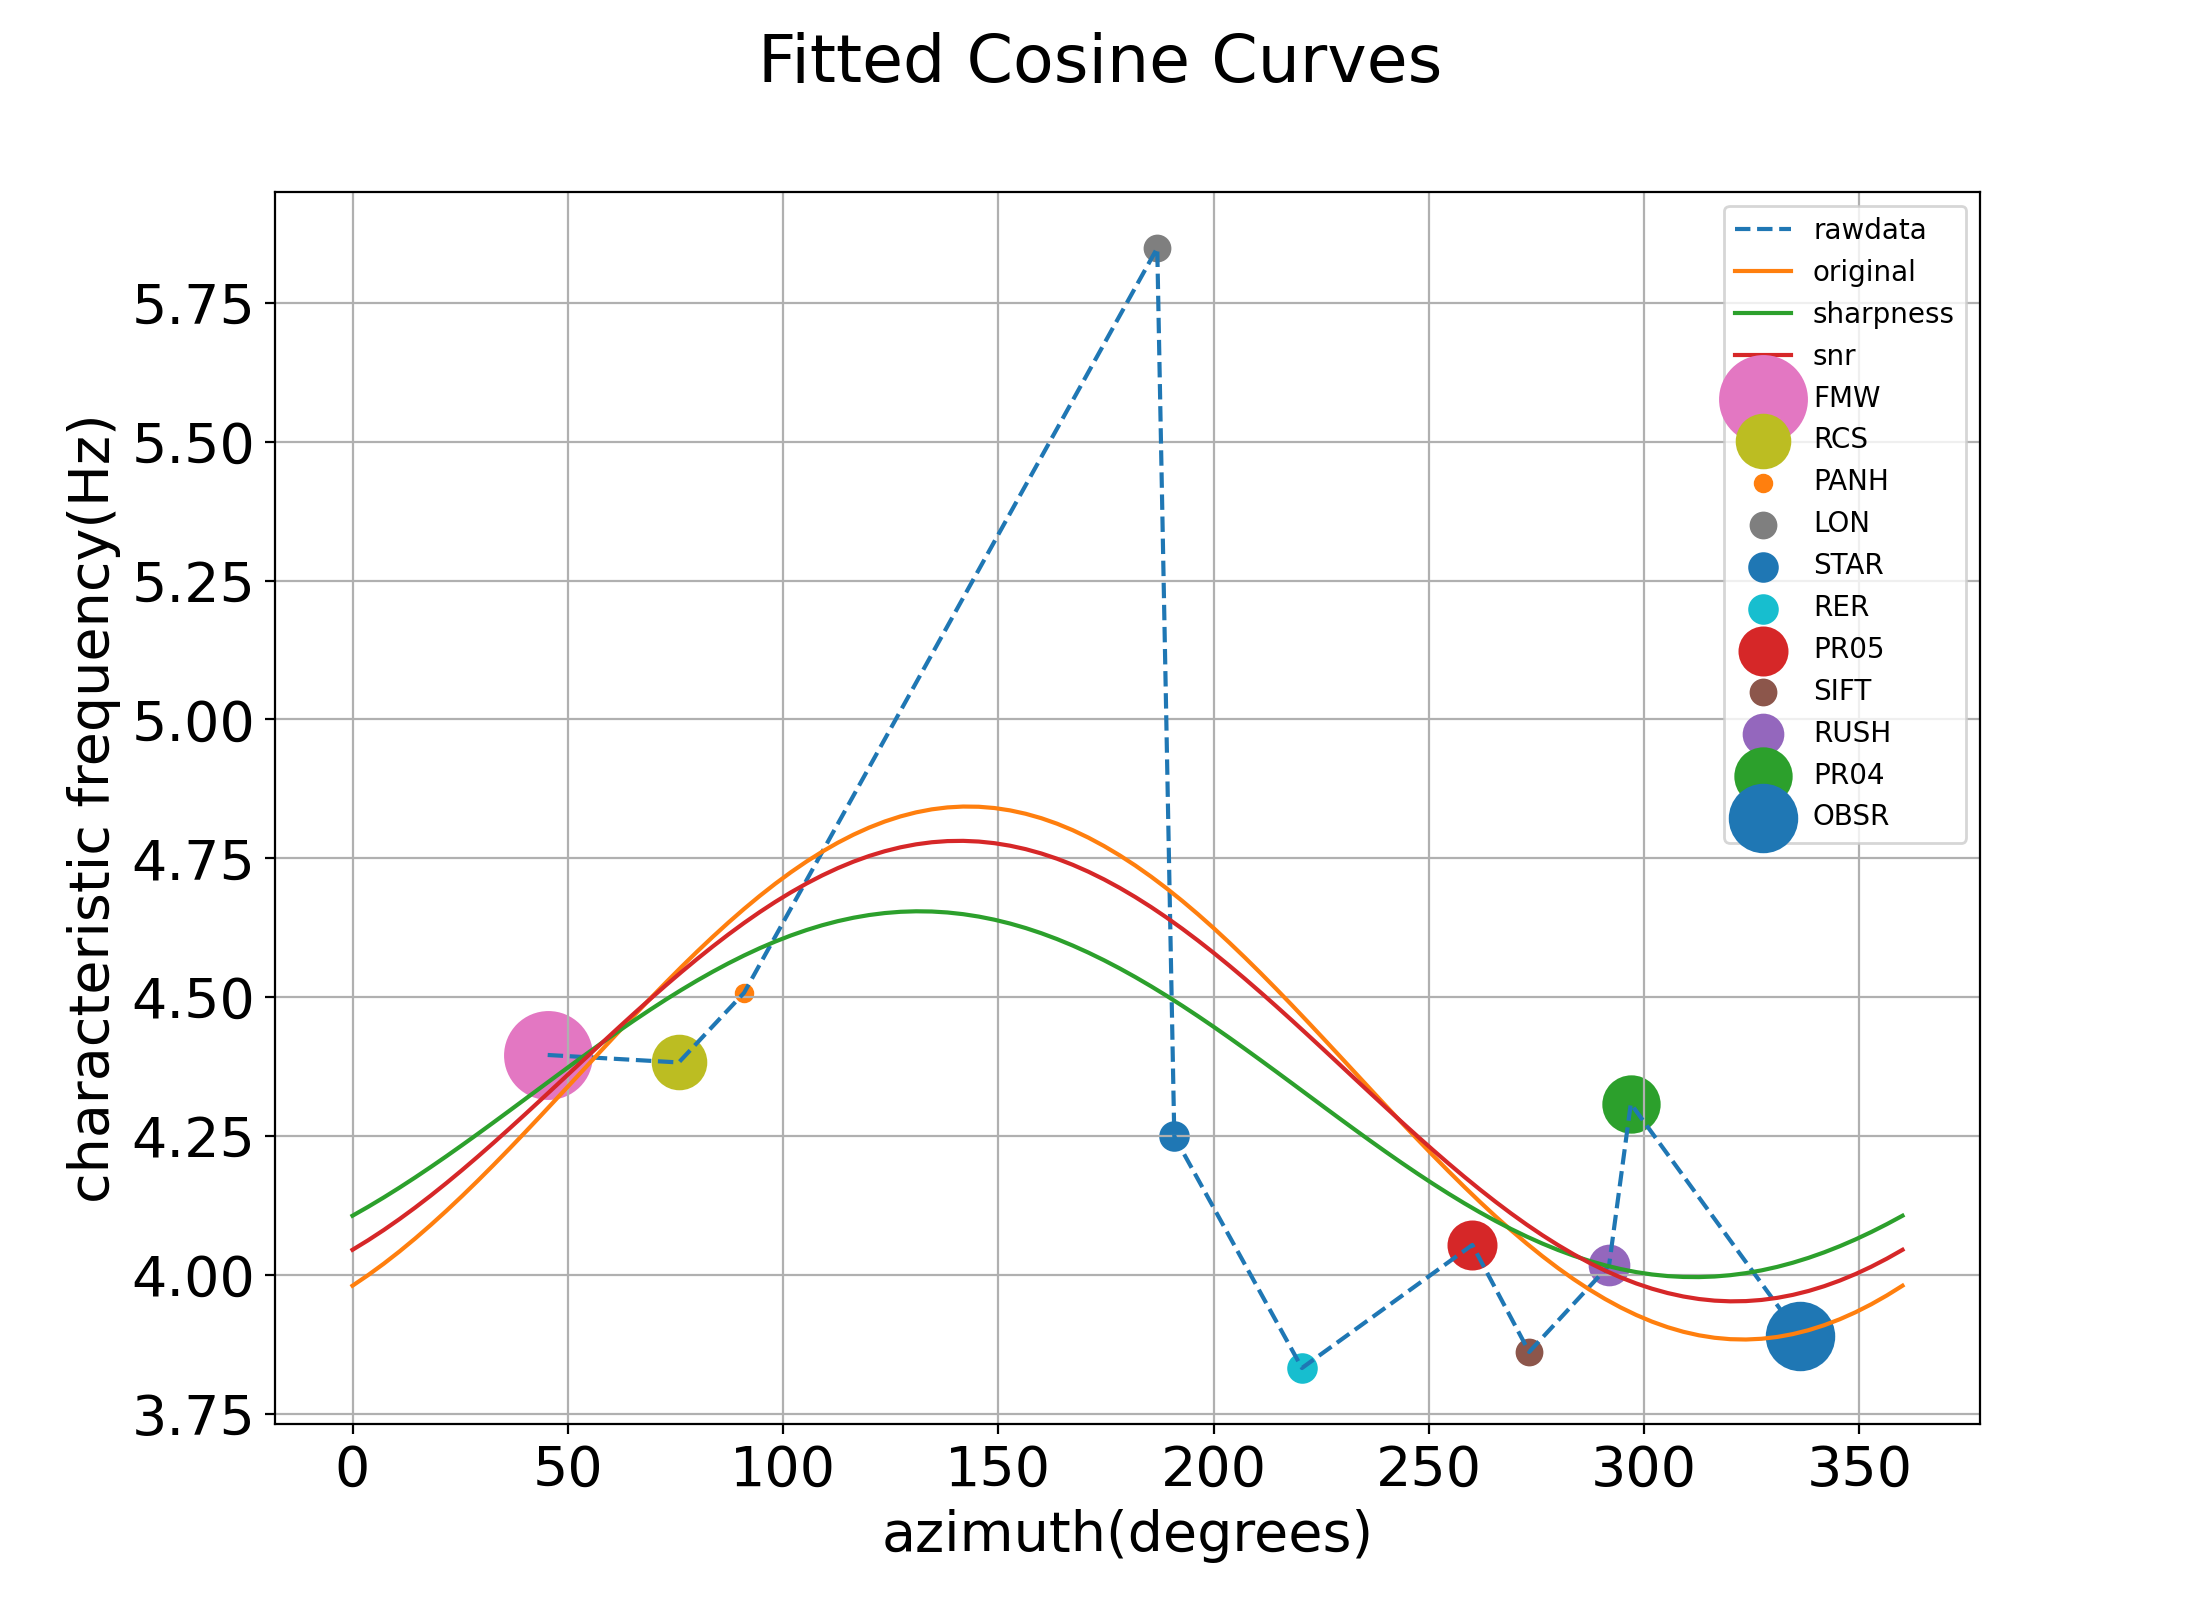 Fitted Cosine Curves
rawdata
original
sharpness
snr
FMW
RCS
PANH
LON
STAR
RER
PR05
SIFT
RUSH
PR04
OBSR
characteristic frequency(Hz)
5.75
5.50
5.25
5.00
4.75
4.50
4.25
4.00
3.75
0 50 100 150 200 250 300 350
azimuth(degrees)